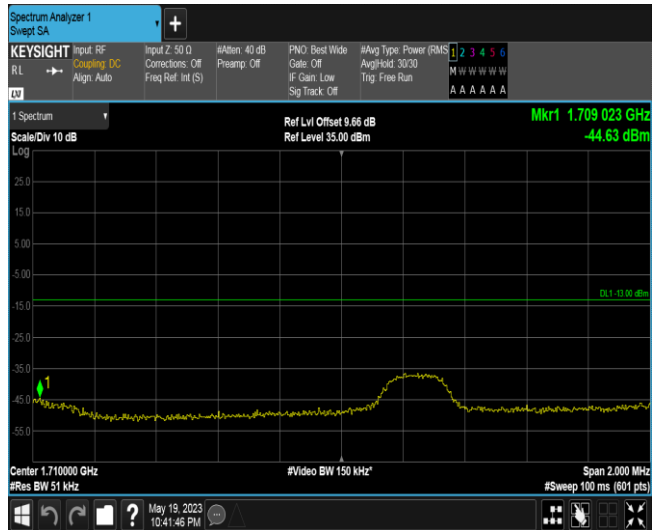 Spectrum Analyzer 1
Swept SA
+
KEYSIGHT
RL
LXI
Input: RF
Coupling: DC
Align: Auto
Input Z: 50 Ω
Corrections: Off
Freq Ref: Int (S)
#Atten: 40 dB
Preamp: Off
PNO: Best Wide
Gate: Off
IF Gain: Low
Sig Track: Off
#Avg Type: Power (RMS
Avg|Hold: 30/30
Trig: Free Run
1 2 3 4 5 6
M W W W W W
A A A A A A
1 Spectrum
Scale/Div 10 dB
Ref Lvl Offset 9.66 dB
Ref Level 35.00 dBm
Mkr1 1.709 023 GHz
-44.63 dBm
Log
25.0
15.0
5.00
-5.00
DL1 -13.00 dBm
-15.0
-25.0
-35.0
1
-45.0
-55.0
Center 1.710000 GHz
#Video BW 150 kHz*
Span 2.000 MHz
#Res BW 51 kHz
#Sweep 100 ms (601 pts)
?
May 19, 2023
10:41:46 PM